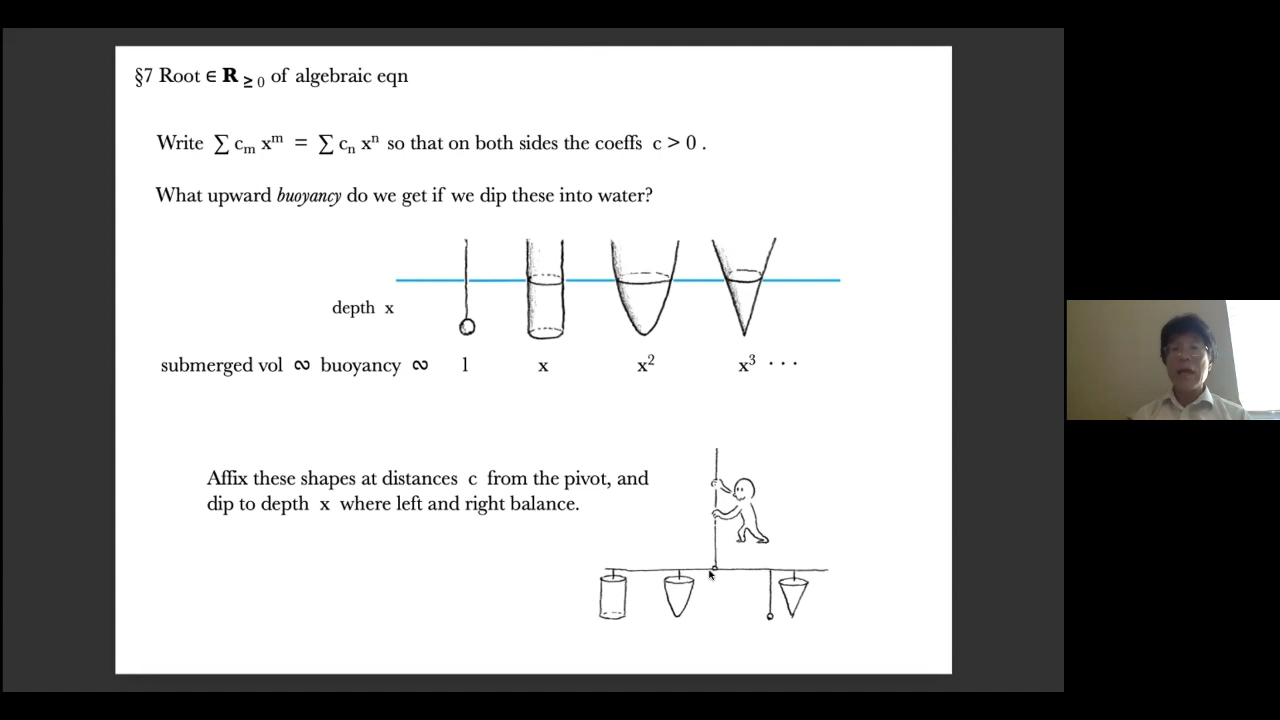 §7 Root ∈ R ≥ 0 of algebraic eqn
Write ∑ cₘ xᵐ = ∑ cₙ xⁿ so that on both sides the coeffs c > 0 .
What upward buoyancy do we get if we dip these into water?
depth x
submerged vol ∞ buoyancy ∞ 1 x x² x³ · · ·
Affix these shapes at distances c from the pivot, and
dip to depth x where left and right balance.